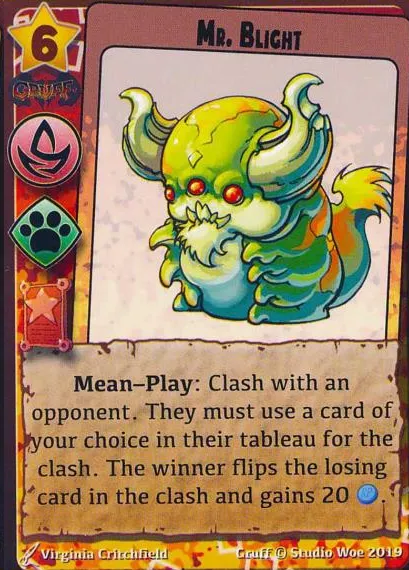 6
Mr. Blight
GRUFF
Mean–Play: Clash with an
opponent. They must use a card of
your choice in their tableau for the
clash. The winner flips the losing
card in the clash and gains 20 .
Virginia Critchfield
Gruff © Studio Woe 2019